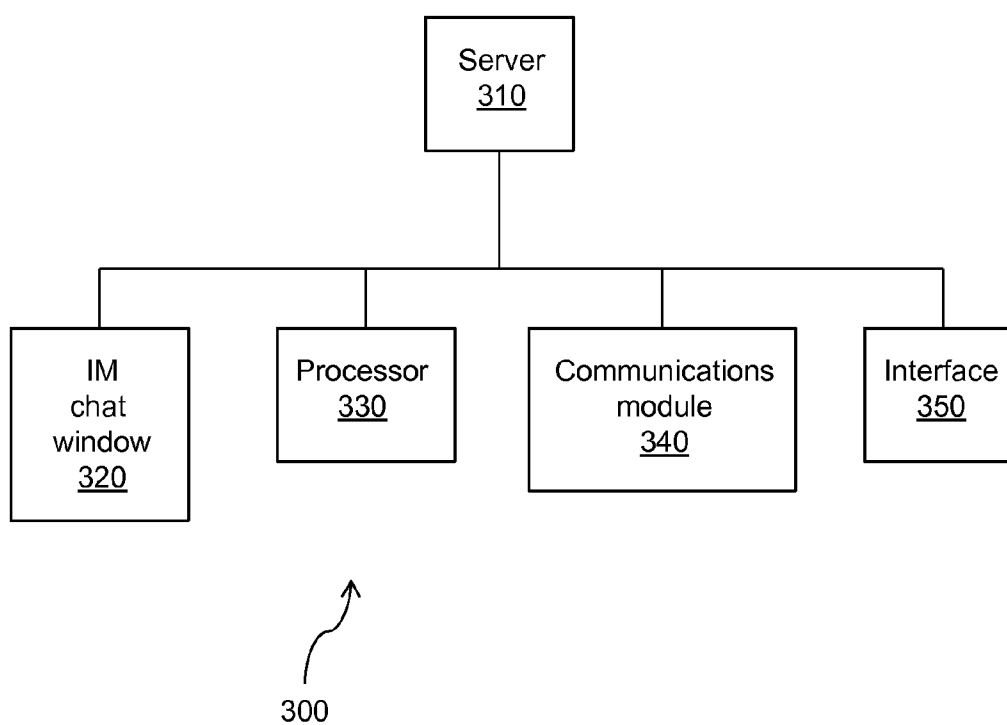 Server
310
IM
chat
window
320
Processor
330
Communications
module
340
Interface
350
300